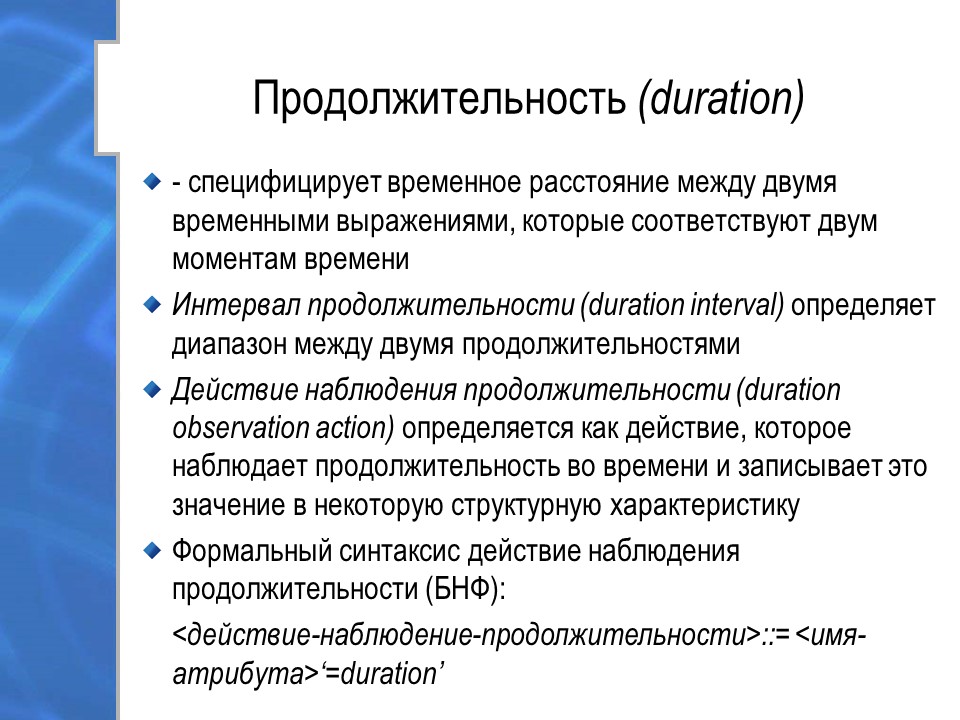 Продолжительность (duration)
- специфицирует временное расстояние между двумя
временными выражениями, которые соответствуют двум
моментам времени
Интервал продолжительности (duration interval) определяет
диапазон между двумя продолжительностями
Действие наблюдения продолжительности (duration
observation action) определяется как действие, которое
наблюдает продолжительность во времени и записывает это
значение в некоторую структурную характеристику
Формальный синтаксис действие наблюдения
продолжительности (БНФ):
<действие-наблюдение-продолжительности>::= <имя-
атрибута>‘=duration’